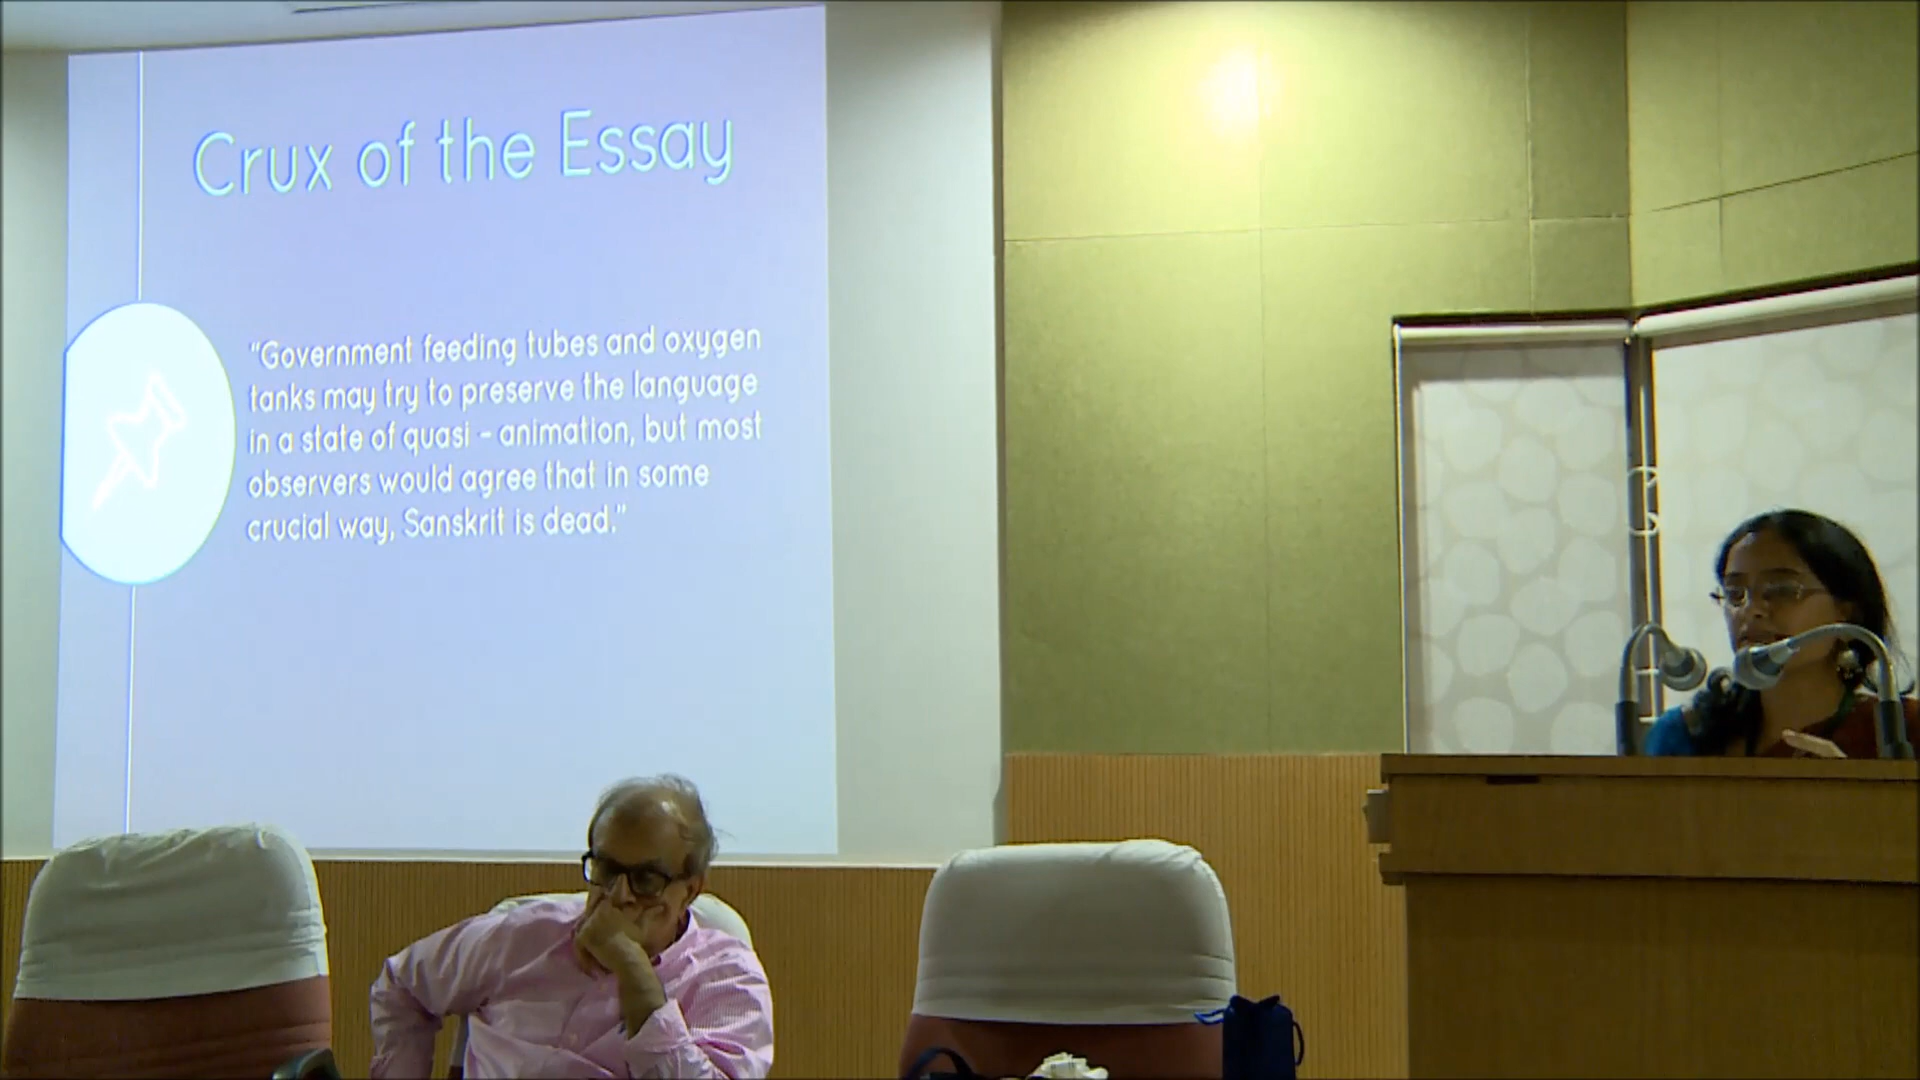 Crux of the Essay
“Government feeding tubes and oxygen
tanks may try to preserve the language
in a state of quasi - animation, but most
observers would agree that in some
crucial way, Sanskrit is dead.”